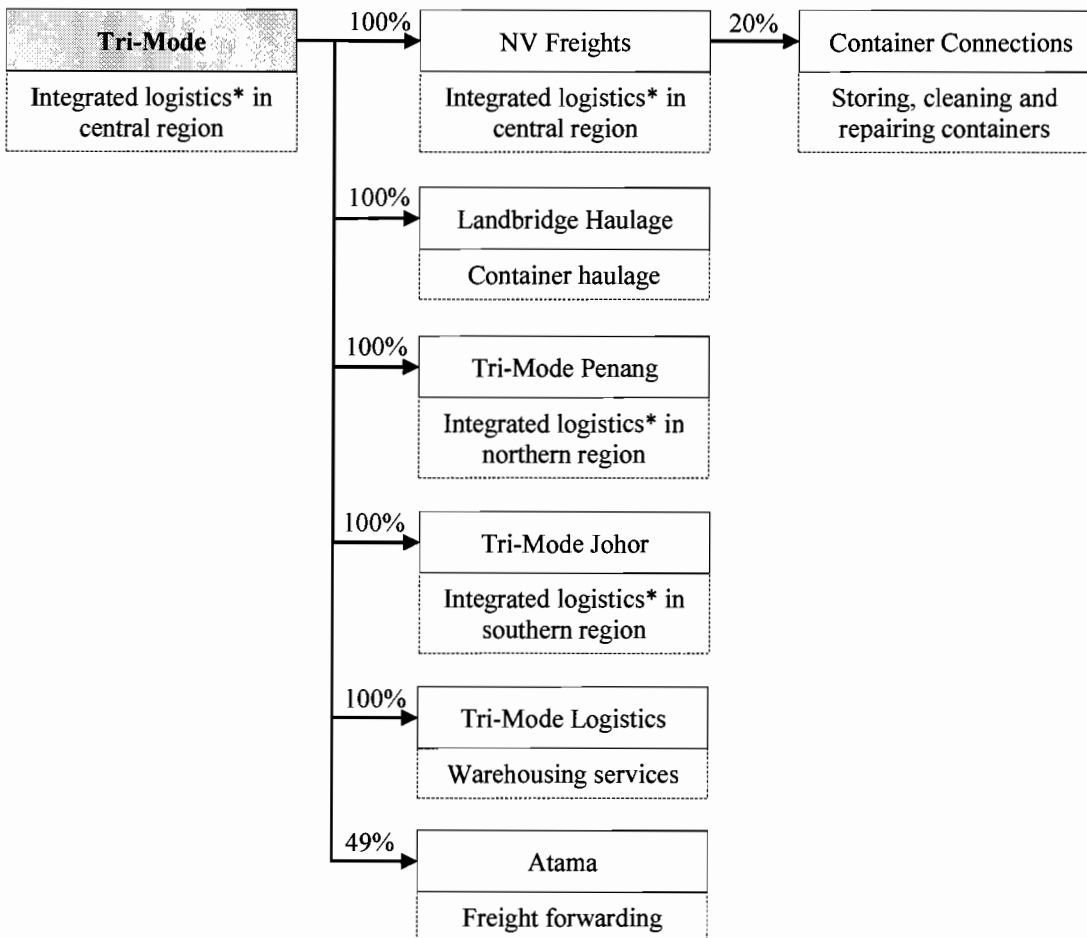 Tri-Mode
Integrated logistics* in
central region
100%
NV Freights
Integrated logistics* in
central region
20%
Container Connections
Storing, cleaning and
repairing containers
100%
Landbridge Haulage
Container haulage
100%
Tri-Mode Penang
Integrated logistics* in
northern region
100%
Tri-Mode Johor
Integrated logistics* in
southern region
100%
Tri-Mode Logistics
Warehousing services
49%
Atama
Freight forwarding